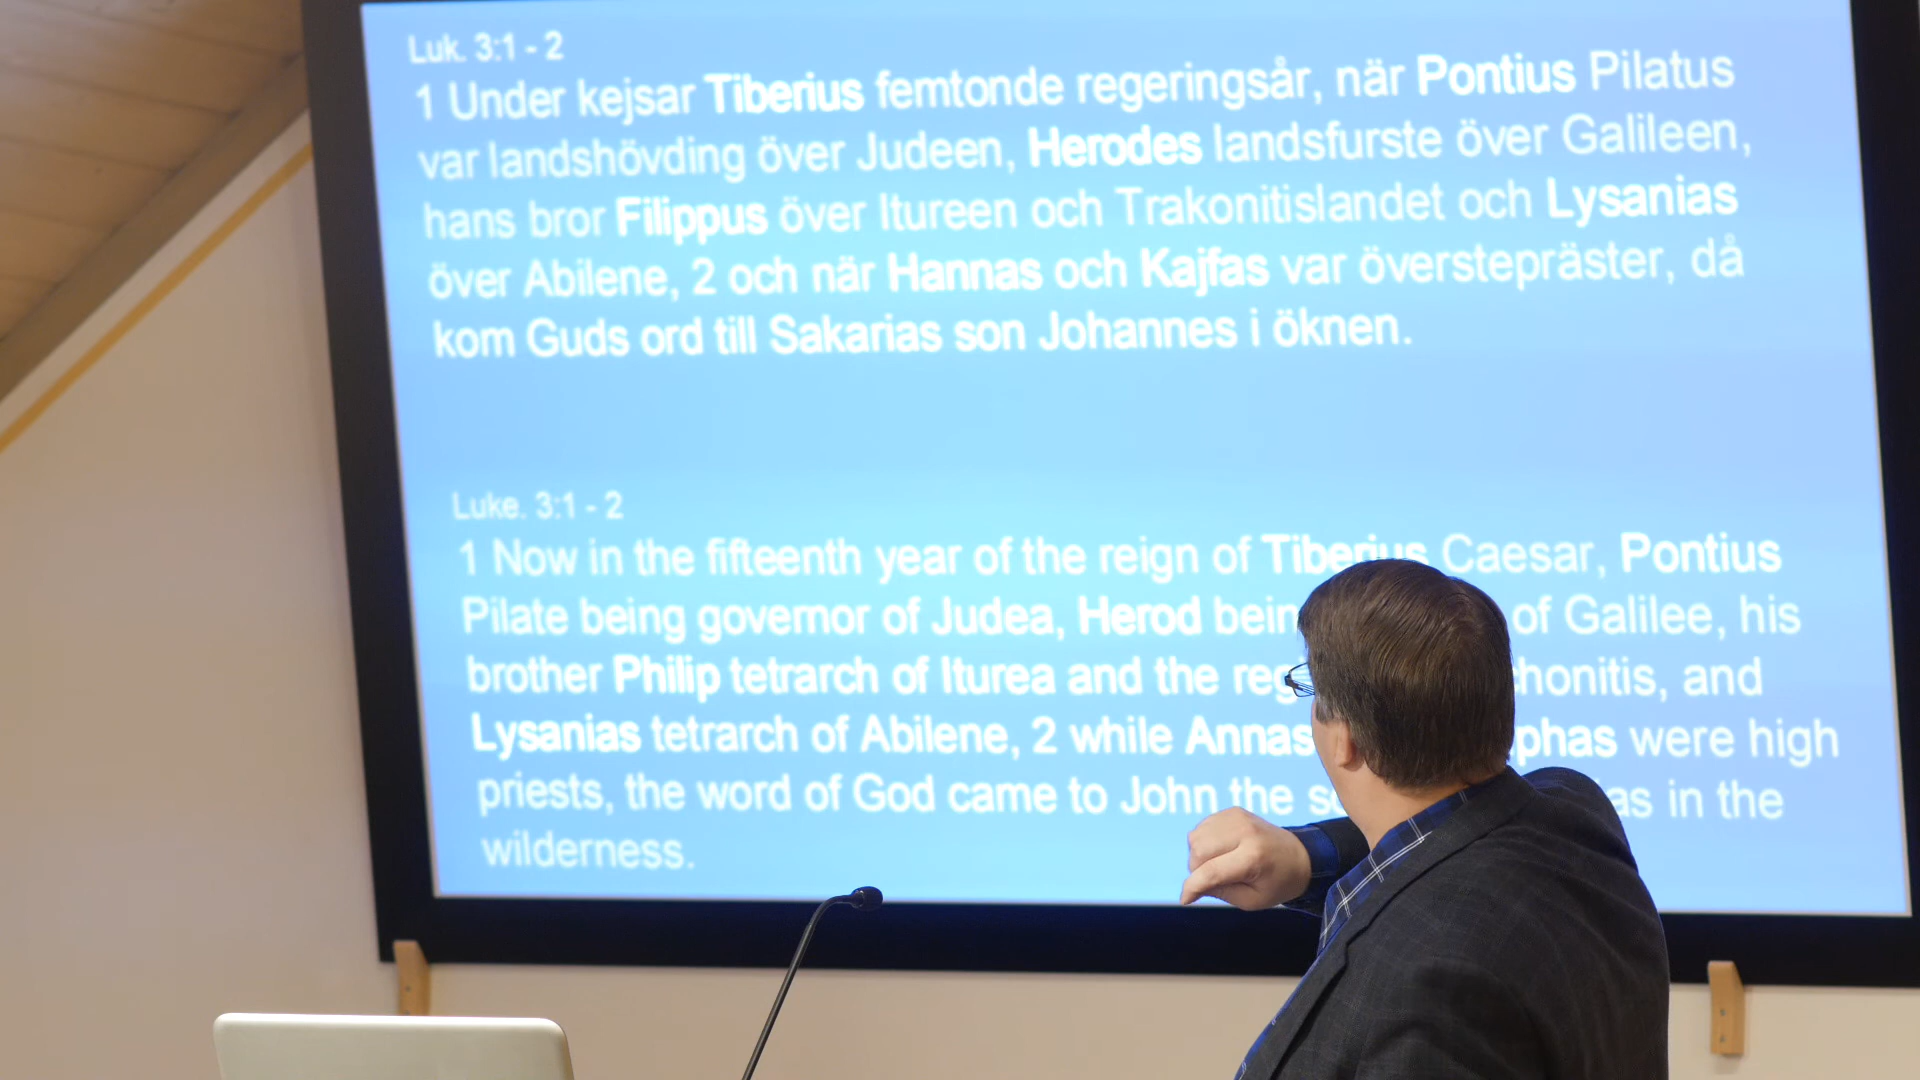 Luk. 3:1 - 2
1 Under kejsar Tiberius femtonde regeringsår, när Pontius Pilatus
var landshövding över Judeen, Herodes landsfurste över Galileen,
hans bror Filippus över Itureen och Trakonitislandet och Lysanias
över Abilene, 2 och när Hannas och Kajfas var överstepräster, då
kom Guds ord till Sakarias son Johannes i öknen.
Luke. 3:1 - 2
1 Now in the fifteenth year of the reign of Tiberius Caesar, Pontius
Pilate being governor of Judea, Herod of Galilee, his
brother Philip tetrarch of Iturea and the and
Lysanias tetrarch of Abilene, 2 while Annas were high
priests, the word of God came to John the in the
wilderness.